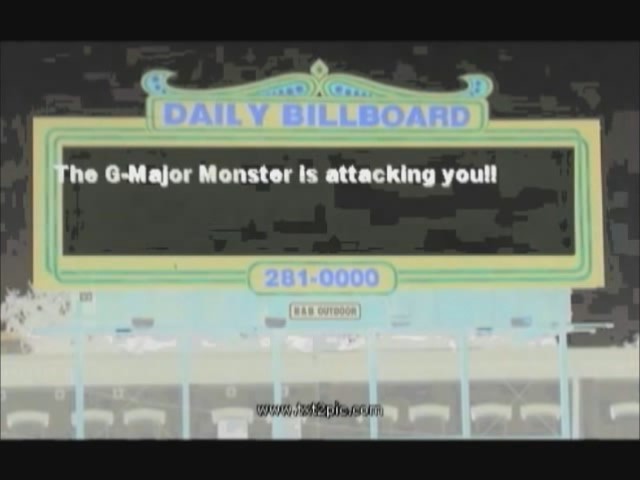 DAILY BILLBOARD
The G-Major Monster is attacking you!!
281-0000
B&B OUTDOOR
www.txt2pic.com